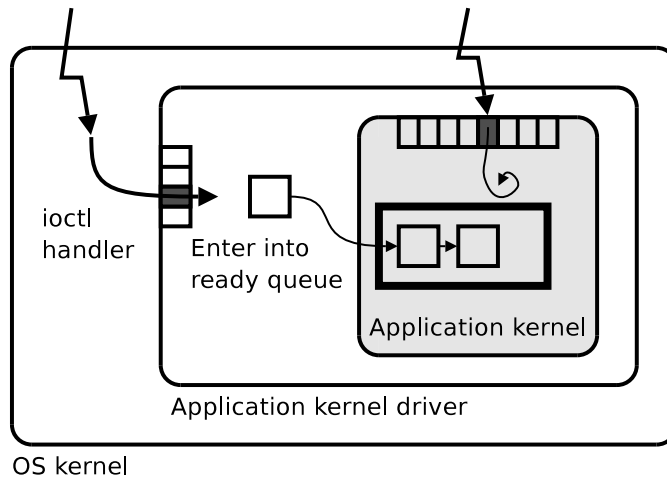 ioctl
handler
Enter into
ready queue
Application kernel
Application kernel driver
OS kernel